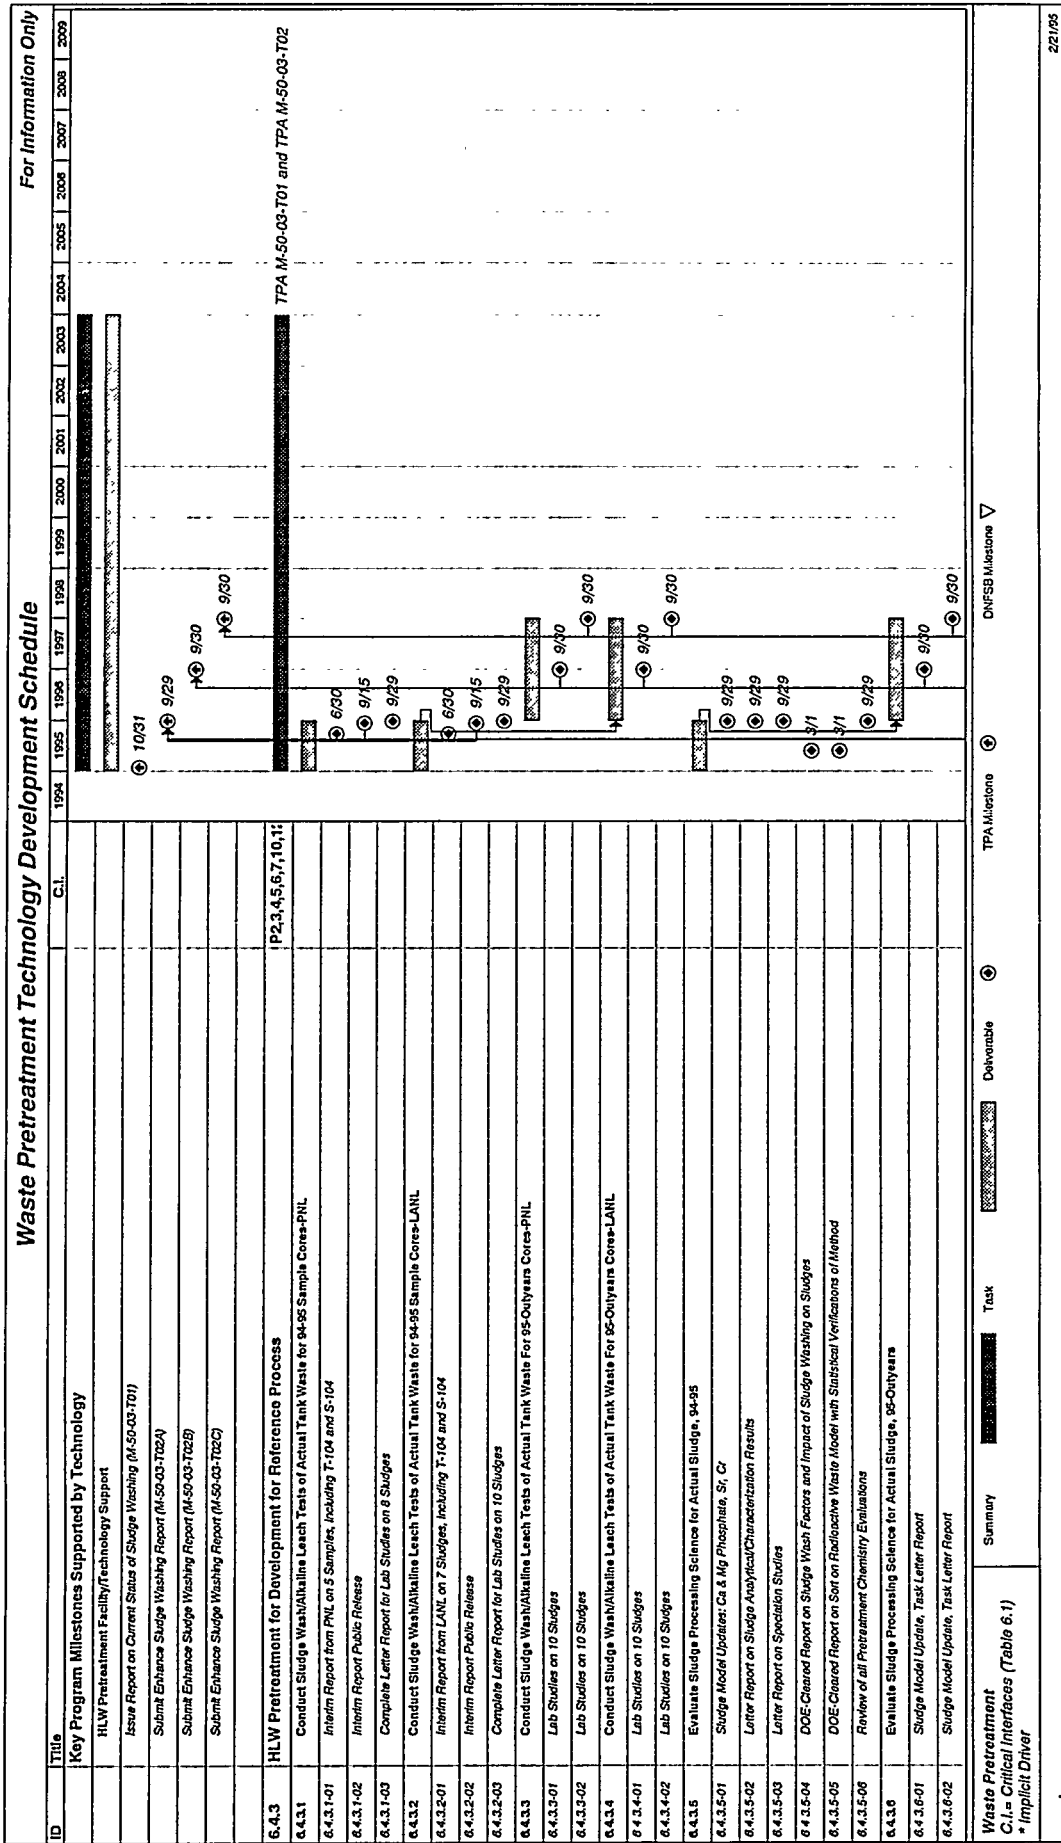 Waste Pretreatment Technology Development Schedule
For Information Only
ID Title C.I. 1994 1995 1996 1997 1998 1999 2000 2001 2002 2003 2004 2005 2006 2007 2008 2009
Key Program Milestones Supported by Technology
HLW Pretreatment Facility/Technology Support
Issue Report on Current Status of Sludge Washing (M-50-03-T01) 10/31
Submit Enhance Sludge Washing Report (M-50-03-T02A) 9/29
Submit Enhance Sludge Washing Report (M-50-03-T02B) 9/30
Submit Enhance Sludge Washing Report (M-50-03-T02C) 9/30
6.4.3 HLW Pretreatment for Development for Reference Process P2,3,4,5,6,7,10,1 TPA M-50-03-T01 and TPA M-50-03-T02
6.4.3.1 Conduct Sludge Wash/Alkaline Leach Tests of Actual Tank Waste for 94-95 Sample Cores-PNL
6.4.3.1-01 Interim Report from PNL on 5 Samples, Including T-104 and S-104 6/30
6.4.3.1-02 Interim Report Public Release 9/15
6.4.3.1-03 Complete Letter Report for Lab Studies on 8 Sludges 9/29
6.4.3.2 Conduct Sludge Wash/Alkaline Leach Tests of Actual Tank Waste for 94-95 Sample Cores-LANL
6.4.3.2-01 Interim Report from LANL on 7 Sludges, Including T-104 and S-104 6/30
6.4.3.2-02 Interim Report Public Release 9/15
6.4.3.2-03 Complete Letter Report for Lab Studies on 10 Sludges 9/29
6.4.3.3 Conduct Sludge Wash/Alkaline Leach Tests of Actual Tank Waste For 95-Outyears Cores-PNL
6.4.3.3-01 Lab Studies on 10 Sludges 9/30
6.4.3.3-02 Lab Studies on 10 Sludges 9/30
6.4.3.4 Conduct Sludge Wash/Alkaline Leach Tests of Actual Tank Waste For 95-Outyears Cores-LANL
6.4.3.4-01 Lab Studies on 10 Sludges 9/30
6.4.3.4-02 Lab Studies on 10 Sludges 9/30
6.4.3.5 Evaluate Sludge Processing Science for Actual Sludge, 94-95
6.4.3.5-01 Sludge Model Updates: Ca & Mg Phosphate, Sr, Cr 9/29
6.4.3.5-02 Letter Report on Sludge Analytical/Characterization Results 9/29
6.4.3.5-03 Letter Report on Speciation Studies 9/29
6.4.3.5-04 DOE-Cleared Report on Sludge Wash Factors and Impact of Sludge Washing on Sludges 3/1
6.4.3.5-05 DOE-Cleared Report on Sort on Radioactive Waste Model with Statistical Verifications of Method 3/1
6.4.3.5-06 Review of all Pretreatment Chemistry Evaluations 9/29
6.4.3.6 Evaluate Sludge Processing Science for Actual Sludge, 95-Outyears
6.4.3.6-01 Sludge Model Update, Task Letter Report 9/30
6.4.3.6-02 Sludge Model Update, Task Letter Report 9/30
Waste Pretreatment Summary Task Deliverable TPA Milestone DNFSB Milestone
C.I.= Critical Interfaces (Table 6.1)
* Implicit Driver
2/21/95